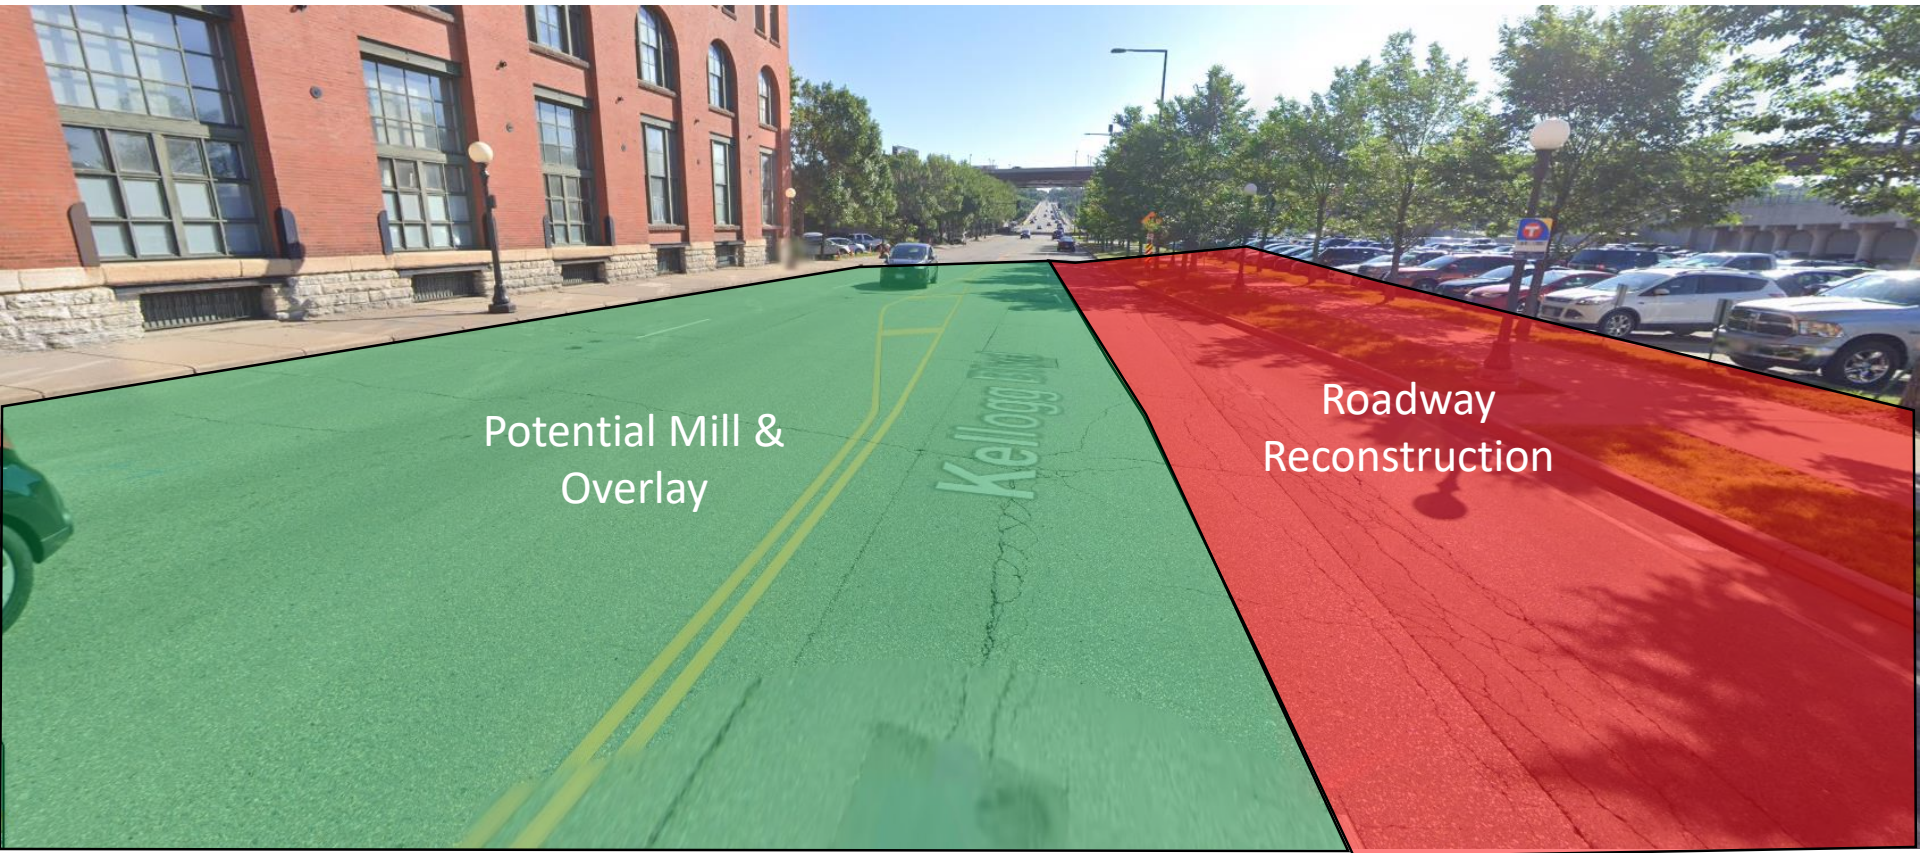 Potential Mill &
Overlay
Kellogg Blvd
Roadway
Reconstruction
T